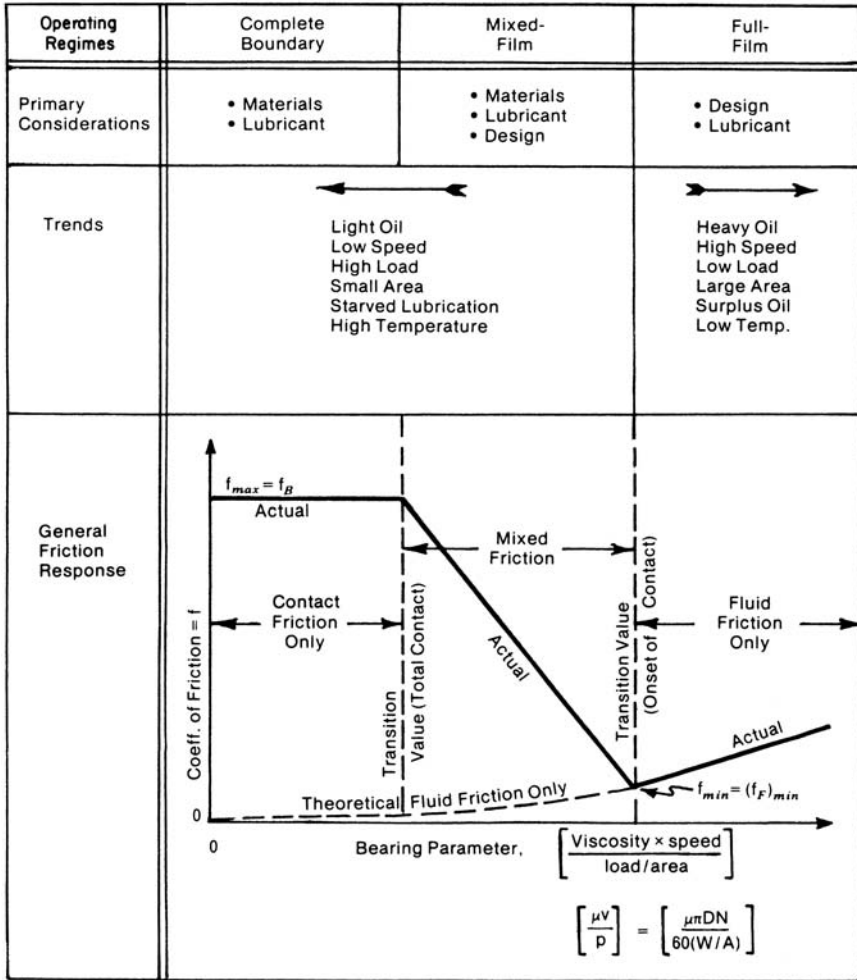 Operating
Regimes
Complete
Boundary
Mixed-
Film
Full-
Film
Primary
Considerations
• Materials
• Lubricant
• Materials
• Lubricant
• Design
• Design
• Lubricant
Trends
Light Oil
Low Speed
High Load
Small Area
Starved Lubrication
High Temperature
Heavy Oil
High Speed
Low Load
Large Area
Surplus Oil
Low Temp.
General
Friction
Response
Coeff. of Friction = f
f_max = f_B
Actual
Contact
Friction
Only
Transition
Value (Total Contact)
Mixed
Friction
Actual
Transition Value
(Onset of Contact)
Fluid
Friction
Only
Actual
f_min = (f_F)_min
Theoretical Fluid Friction Only
0
0
Bearing Parameter, [Viscosity × speed / load/area]
[μv / p] = [μπDN / 60(W/A)]